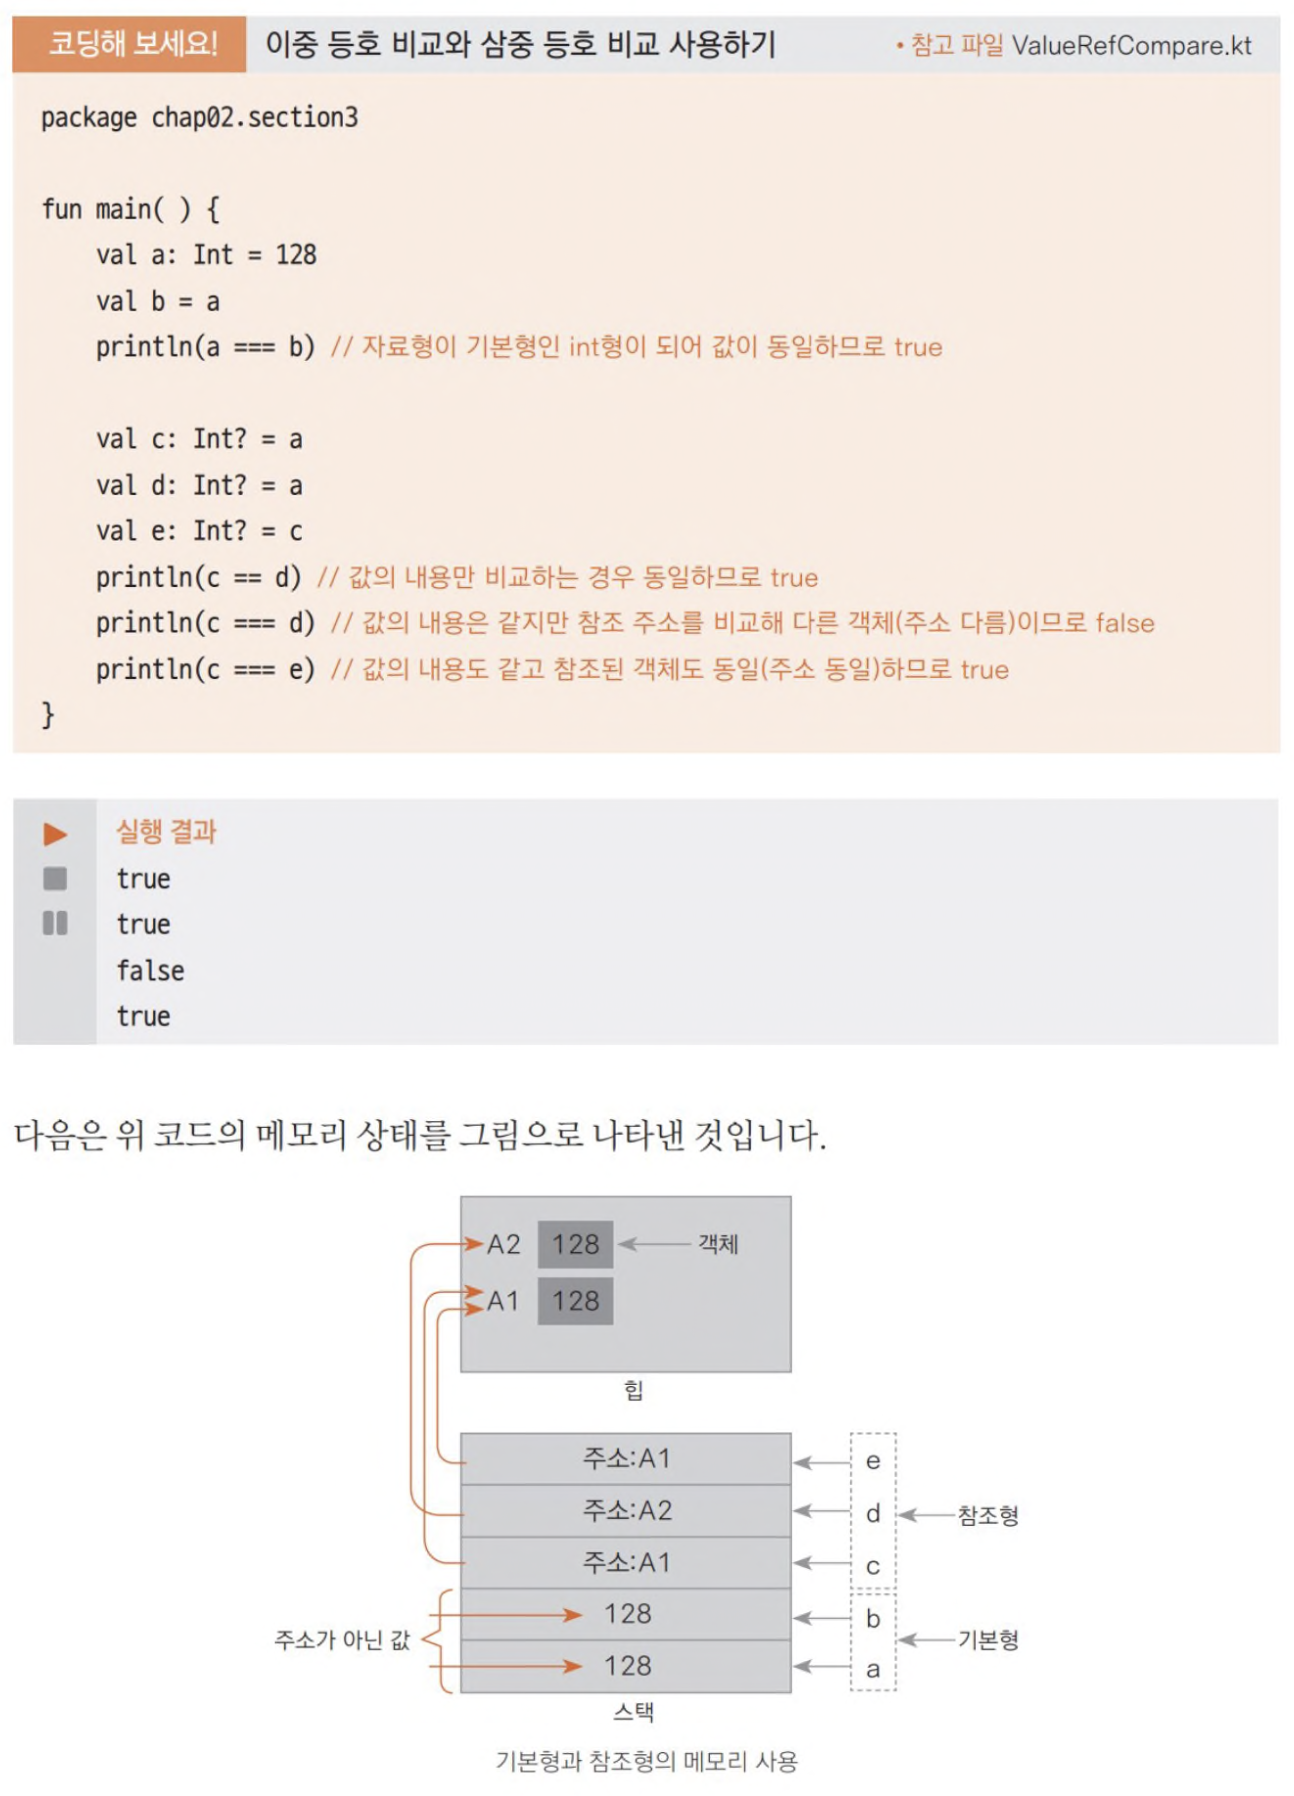 코딩해 보세요! 이중 등호 비교와 삼중 등호 비교 사용하기 • 참고 파일 ValueRefCompare.kt
package chap02.section3
fun main( ) {
    val a: Int = 128
    val b = a
    println(a === b) // 자료형이 기본형인 int형이 되어 값이 동일하므로 true
    val c: Int? = a
    val d: Int? = a
    val e: Int? = c
    println(c == d) // 값의 내용만 비교하는 경우 동일하므로 true
    println(c === d) // 값의 내용은 같지만 참조 주소를 비교해 다른 객체(주소 다름)이므로 false
    println(c === e) // 값의 내용도 같고 참조된 객체도 동일(주소 동일)하므로 true
}
실행 결과
true
true
false
true
다음은 위 코드의 메모리 상태를 그림으로 나타낸 것입니다.
A2 128 객체
A1 128
힙
주소:A1 e
주소:A2 d 참조형
주소:A1 c
128 b
주소가 아닌 값 기본형
128 a
스택
기본형과 참조형의 메모리 사용